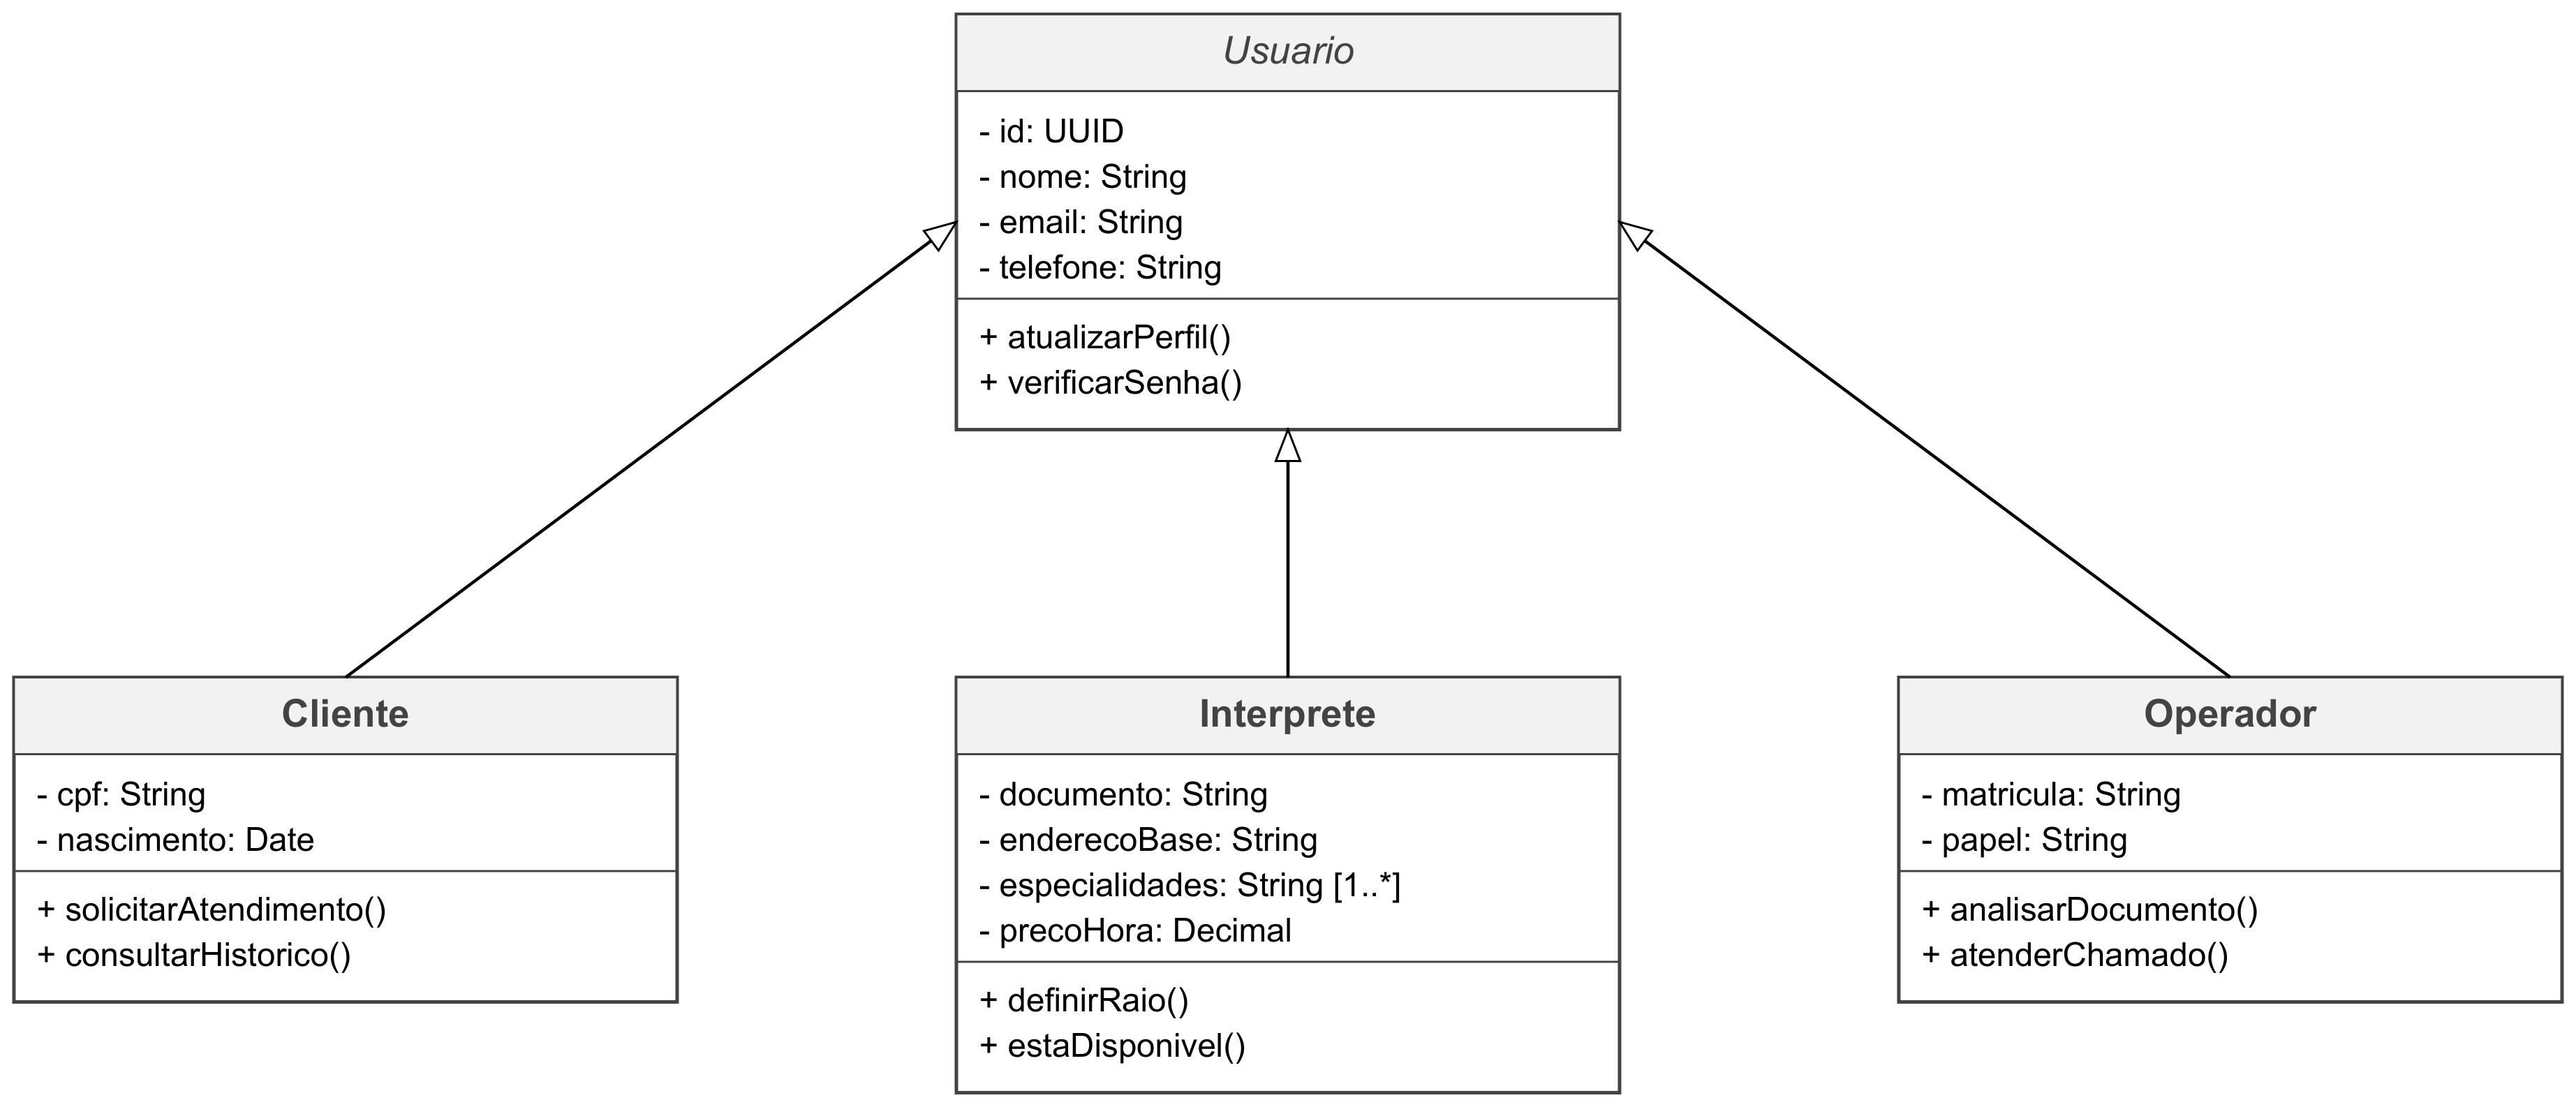 Usuario
- id: UUID
- nome: String
- email: String
- telefone: String
+ atualizarPerfil()
+ verificarSenha()
Cliente
- cpf: String
- nascimento: Date
+ solicitarAtendimento()
+ consultarHistorico()
Interprete
- documento: String
- enderecoBase: String
- especialidades: String [1..*]
- precoHora: Decimal
+ definirRaio()
+ estaDisponivel()
Operador
- matricula: String
- papel: String
+ analisarDocumento()
+ atenderChamado()